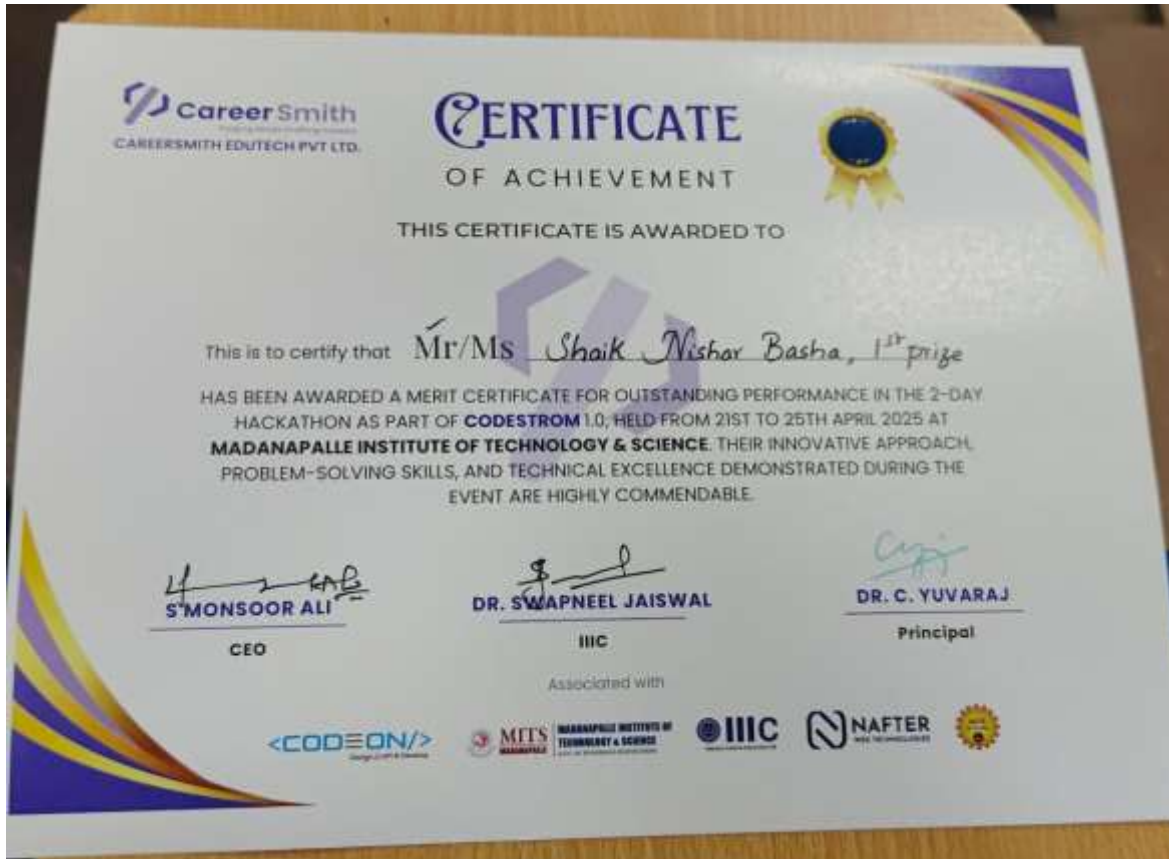 CareerSmith
CAREERSMITH EDUTECH PVT LTD.
CERTIFICATE
OF ACHIEVEMENT
THIS CERTIFICATE IS AWARDED TO
This is to certify that Mr/Ms Shaik Nishar Basha, 1st prize
HAS BEEN AWARDED A MERIT CERTIFICATE FOR OUTSTANDING PERFORMANCE IN THE 2-DAY
HACKATHON AS PART OF CODESTROM 1.0, HELD FROM 21ST TO 25TH APRIL 2025 AT
MADANAPALLE INSTITUTE OF TECHNOLOGY & SCIENCE. THEIR INNOVATIVE APPROACH,
PROBLEM-SOLVING SKILLS, AND TECHNICAL EXCELLENCE DEMONSTRATED DURING THE
EVENT ARE HIGHLY COMMENDABLE.
S MONSOOR ALI
CEO
DR. SWAPNEEL JAISWAL
IIIC
DR. C. YUVARAJ
Principal
Associated with
<CODEON/>
MITS
MADANAPALLE
MADANAPALLE INSTITUTE OF
TECHNOLOGY & SCIENCE
IIIC
NAFTER
WEB TECHNOLOGIES